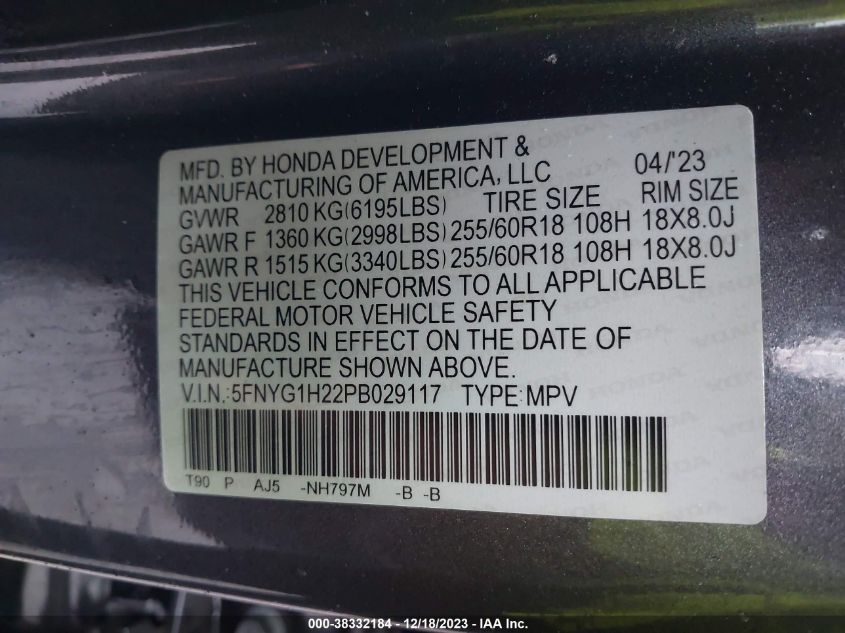 MFD. BY HONDA DEVELOPMENT & 
MANUFACTURING OF AMERICA, LLC 04/'23
GVWR 2810 KG(6195LBS) TIRE SIZE RIM SIZE
GAWR F 1360 KG(2998LBS) 255/60R18 108H 18X8.0J
GAWR R 1515 KG(3340LBS) 255/60R18 108H 18X8.0J
THIS VEHICLE CONFORMS TO ALL APPLICABLE
FEDERAL MOTOR VEHICLE SAFETY
STANDARDS IN EFFECT ON THE DATE OF
MANUFACTURE SHOWN ABOVE.
V.I.N.:5FNYG1H22PB029117 TYPE:MPV
T90 P AJ5 -NH797M -B -B
000-38332184 - 12/18/2023 - IAA Inc.